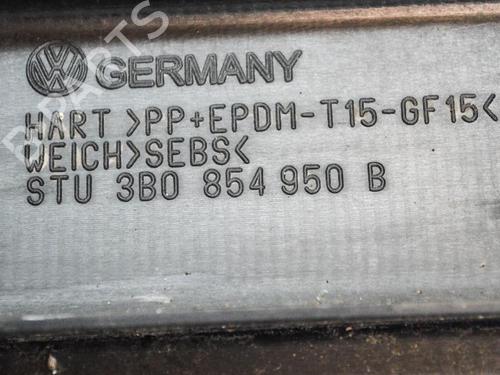 GERMANY
HART >PP+EPDM-T15-GF15<
WEICH>SEBS<
STU 3B0 854 950 B